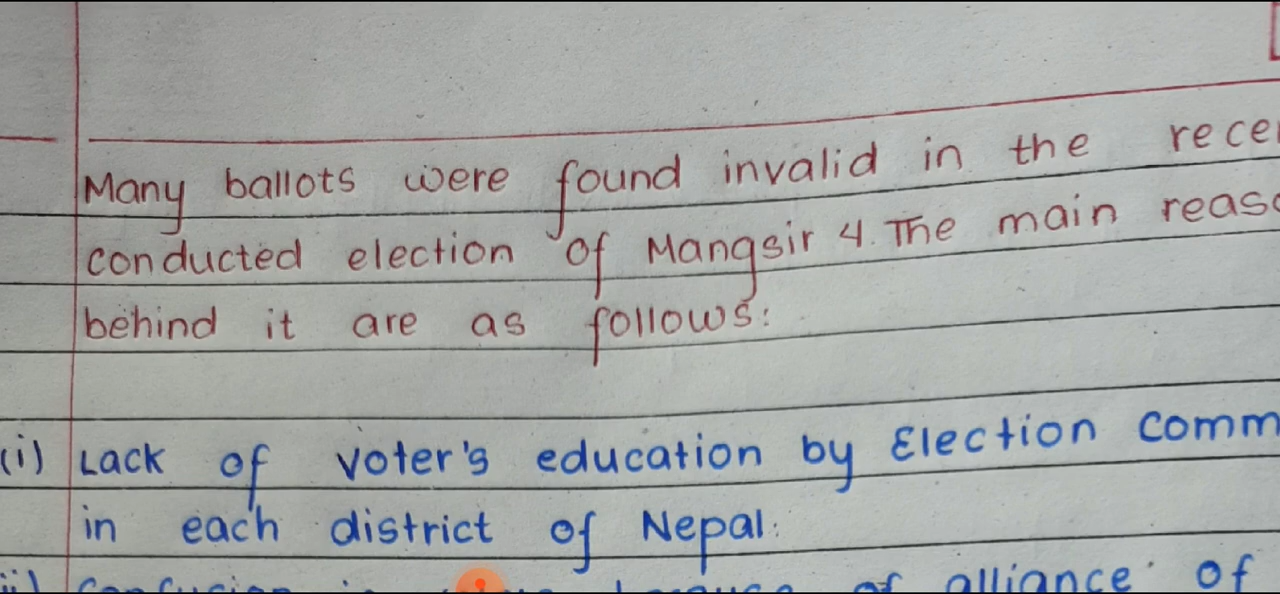 Many ballots were found invalid in the rece
conducted election of Mangsir 4. The main reaso
behind it are as follows:
(i) Lack of voter's education by Election Comm
in each district of Nepal.
alliance of